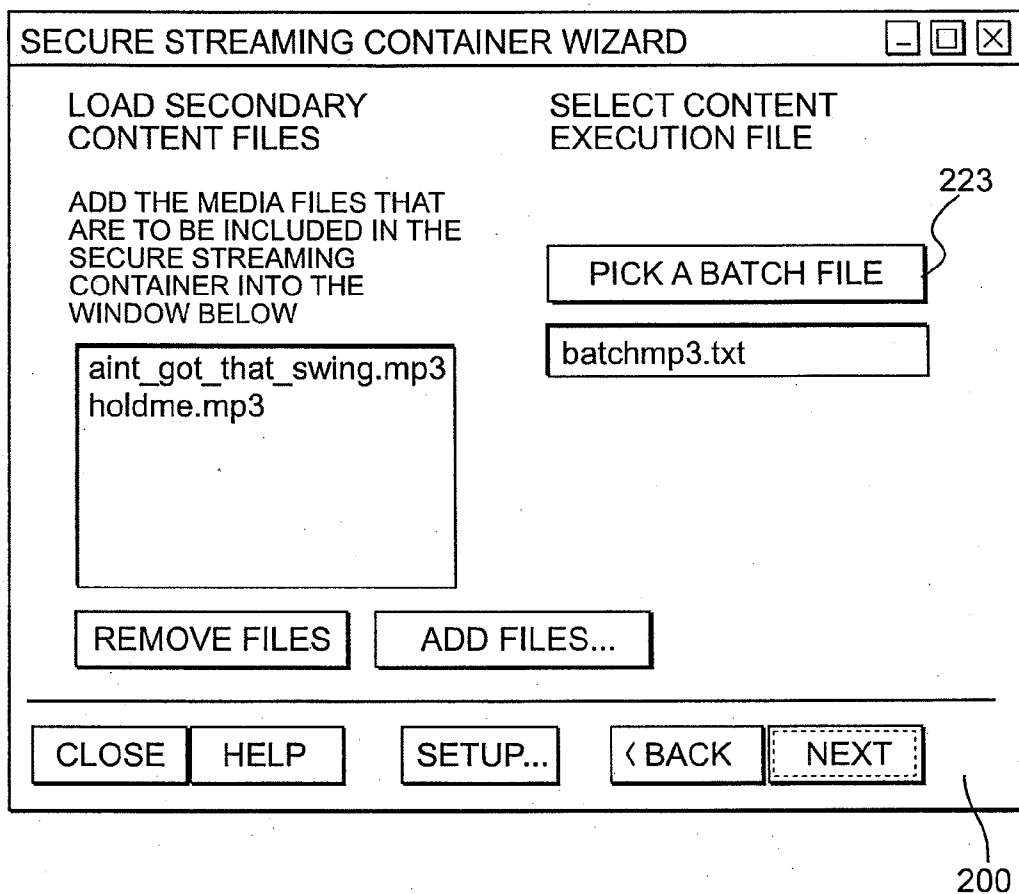 SECURE STREAMING CONTAINER WIZARD
LOAD SECONDARY
CONTENT FILES
ADD THE MEDIA FILES THAT
ARE TO BE INCLUDED IN THE
SECURE STREAMING
CONTAINER INTO THE
WINDOW BELOW
aint_got_that_swing.mp3
holdme.mp3
REMOVE FILES
ADD FILES...
SELECT CONTENT
EXECUTION FILE
223
PICK A BATCH FILE
batchmp3.txt
CLOSE
HELP
SETUP...
< BACK
NEXT
200